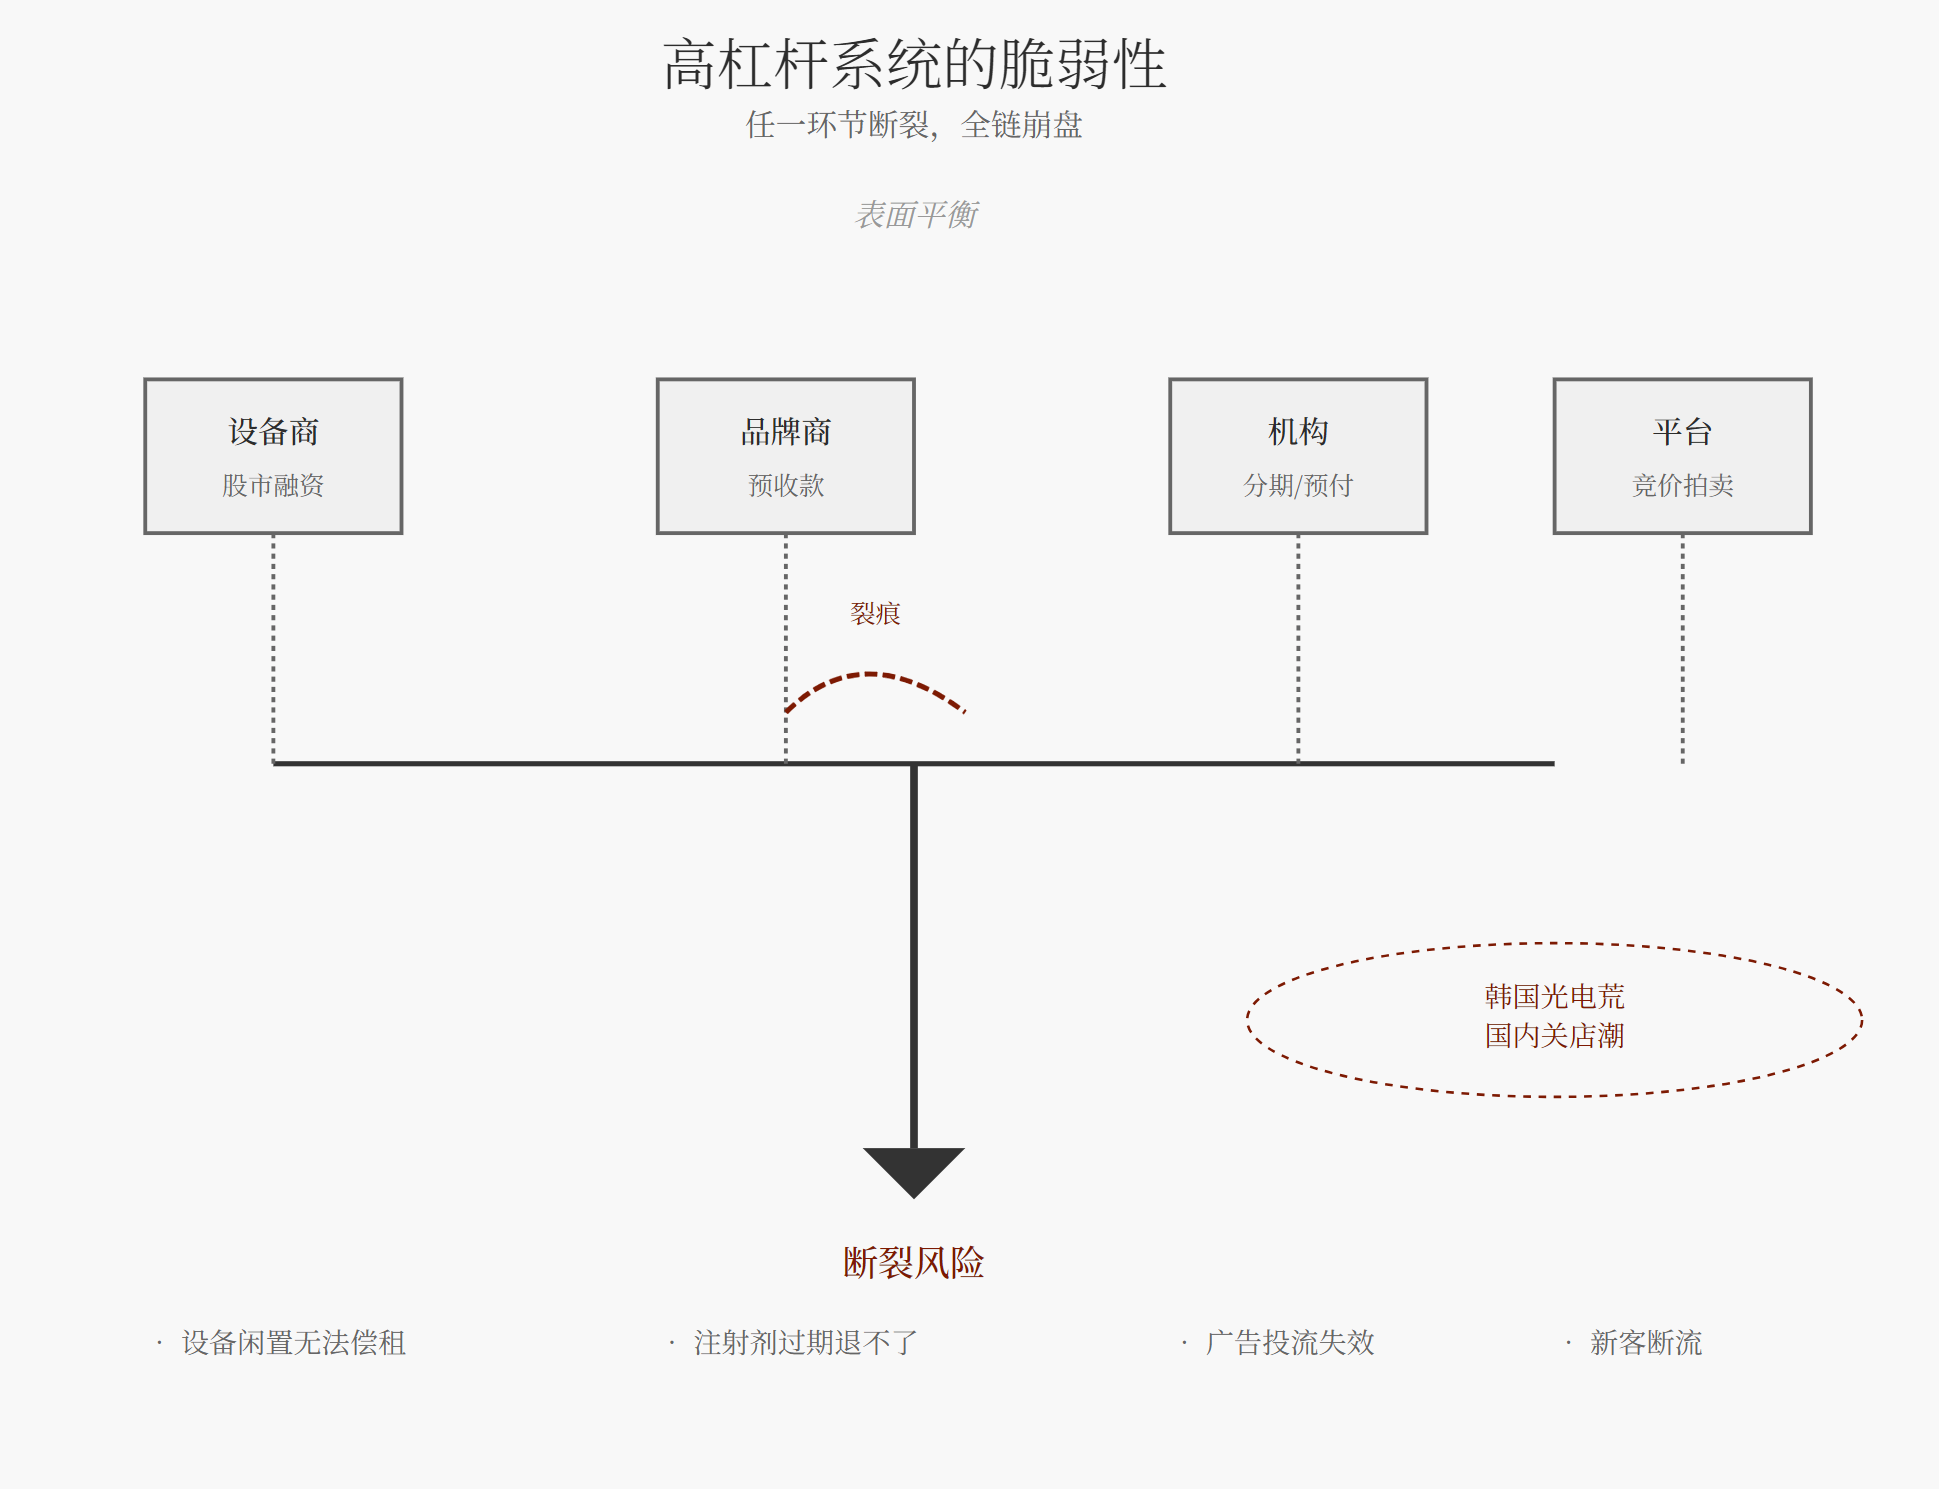 高杠杆系统的脆弱性
任一环节断裂，全链崩盘
表面平衡
设备商
股市融资
品牌商
预收款
机构
分期/预付
平台
竞价拍卖
裂痕
韩国光电荒
国内关店潮
断裂风险
· 设备闲置无法偿租
· 注射剂过期退不了
· 广告投流失效
· 新客断流